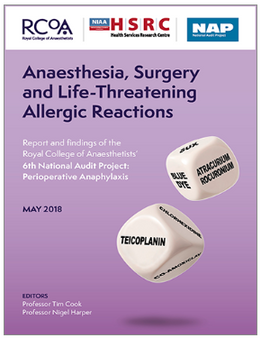 RCoA
Royal College of Anaesthetists
NIAA
HSRC
Health Services Research Centre
NAP
National Audit Project
Anaesthesia, Surgery
and Life-Threatening
Allergic Reactions
Report and findings of the
Royal College of Anaesthetists'
6th National Audit Project:
Perioperative Anaphylaxis
MAY 2018
SUX
BLUE
DYE
ATRACURIUM
ROCURONIUM
CHLORHEXIDINE
TEICOPLANIN
CO-AMOXICLAV
EDITORS
Professor Tim Cook
Professor Nigel Harper